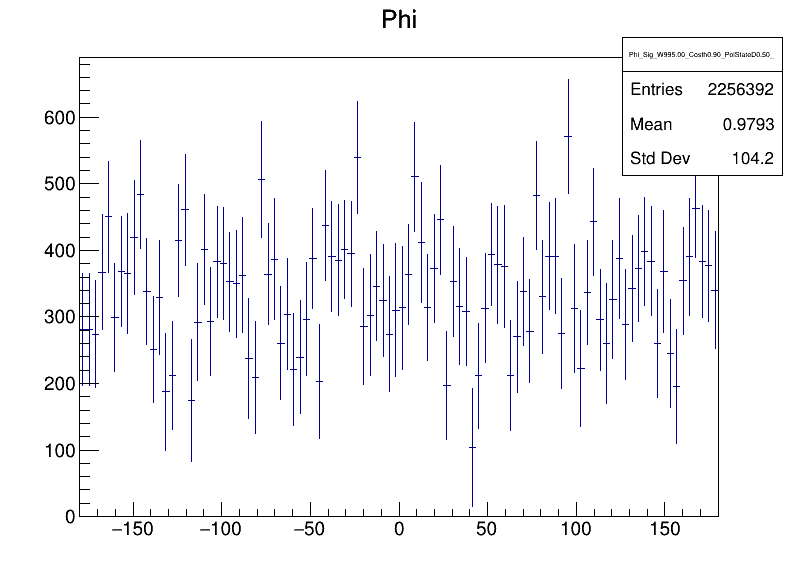 Phi
Phi_Sig_W995.00_Costh0.90_PolStateD0.50_
Entries 2256392
Mean 0.9793
Std Dev 104.2
600
500
400
300
200
100
0
−150 −100 −50 0 50 100 150